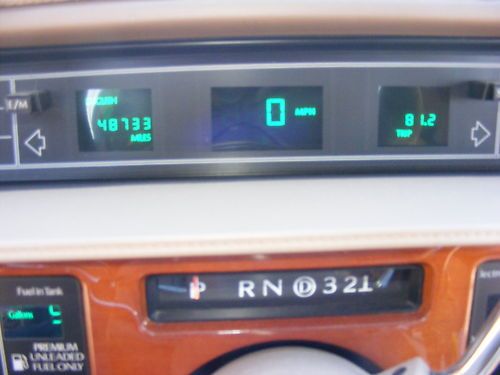 E/M
48733
MILES
0 MPH
81.2
TRIP
P R N D 3 2 1
Fuel in Tank
Gallons
PREMIUM
UNLEADED
FUEL ONLY